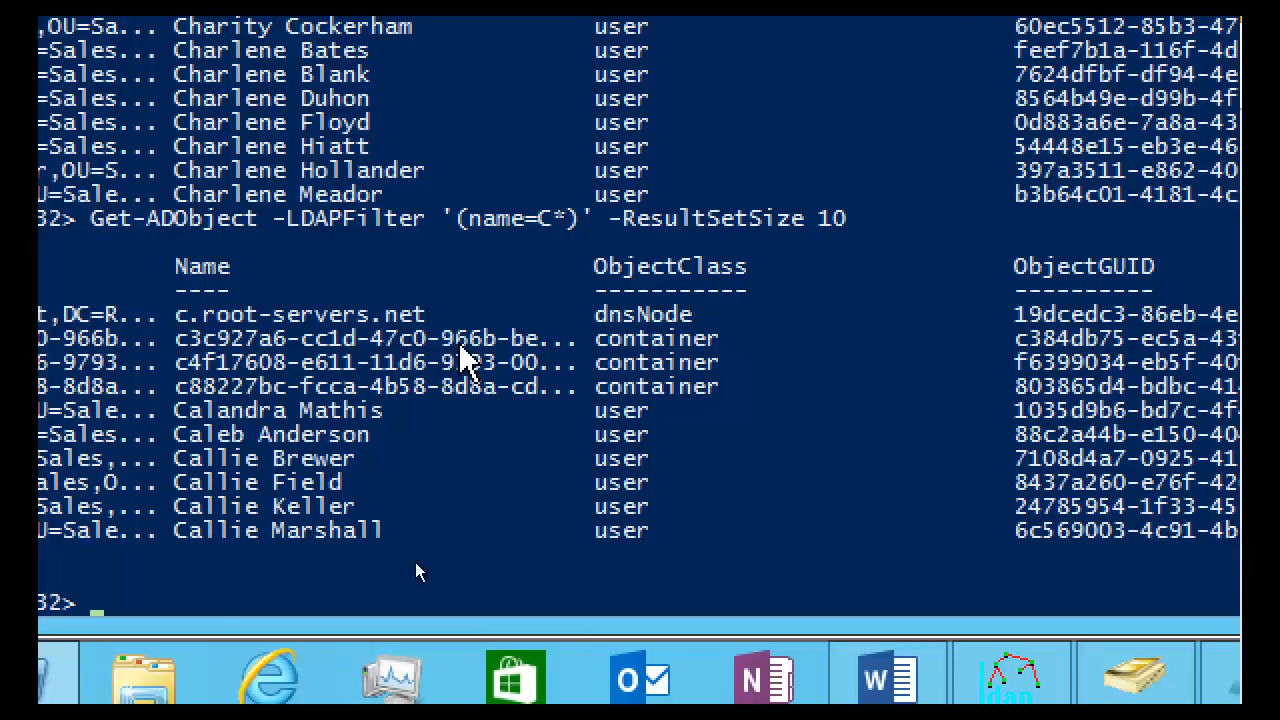 ,OU=Sa... Charity Cockerham user 60ec5512-85b3-47
=Sales... Charlene Bates user feef7b1a-116f-4d
=Sales... Charlene Blank user 7624dfbf-df94-4e
=Sales... Charlene Duhon user 8564b49e-d99b-4f
=Sales... Charlene Floyd user 0d883a6e-7a8a-43
=Sales... Charlene Hiatt user 54448e15-eb3e-46
r,OU=S... Charlene Hollander user 397a3511-e862-40
U=Sale... Charlene Meador user b3b64c01-4181-4c
32> Get-ADObject -LDAPFilter '(name=C*)' -ResultSetSize 10
Name ObjectClass ObjectGUID
---- ----------- ----------
t,DC=R... c.root-servers.net dnsNode 19dcedc3-86eb-4e
0-966b... c3c927a6-cc1d-47c0-966b-be... container c384db75-ec5a-43
6-9793... c4f17608-e611-11d6-9793-00... container f6399034-eb5f-40
8-8d8a... c88227bc-fcca-4b58-8d8a-cd... container 803865d4-bdbc-414
U=Sale... Calandra Mathis user 1035d9b6-bd7c-4f
=Sales... Caleb Anderson user 88c2a44b-e150-40
Sales,... Callie Brewer user 7108d4a7-0925-41
ales,O... Callie Field user 8437a260-e76f-42
Sales,... Callie Keller user 24785954-1f33-45
U=Sale... Callie Marshall user 6c569003-4c91-4b
32>
O N W ldap